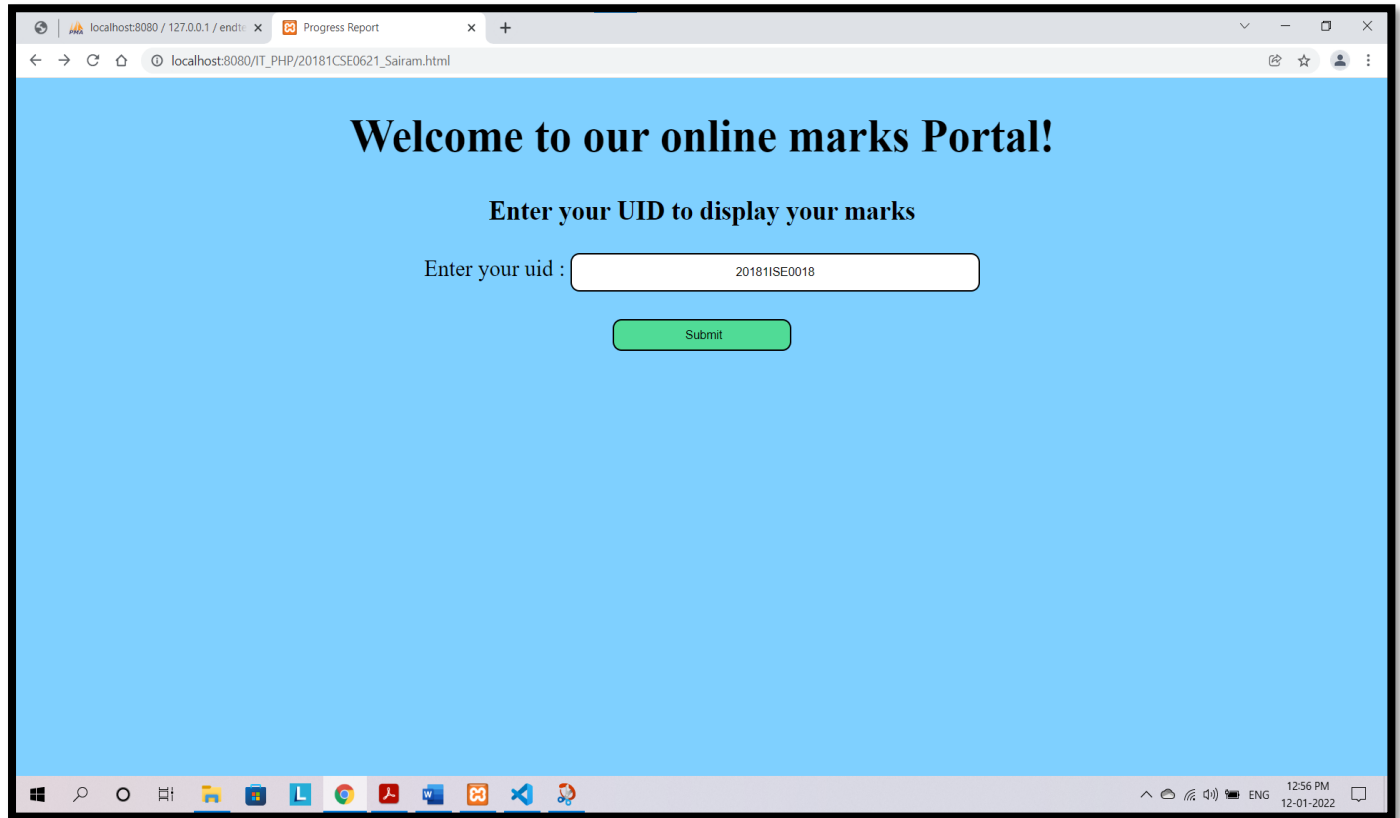 localhost:8080 / 127.0.0.1 / endte
Progress Report
localhost:8080/IT_PHP/20181CSE0621_Sairam.html
Welcome to our online marks Portal!
Enter your UID to display your marks
Enter your uid : 20181ISE0018
Submit
PMA
L
W
ENG
12:56 PM
12-01-2022